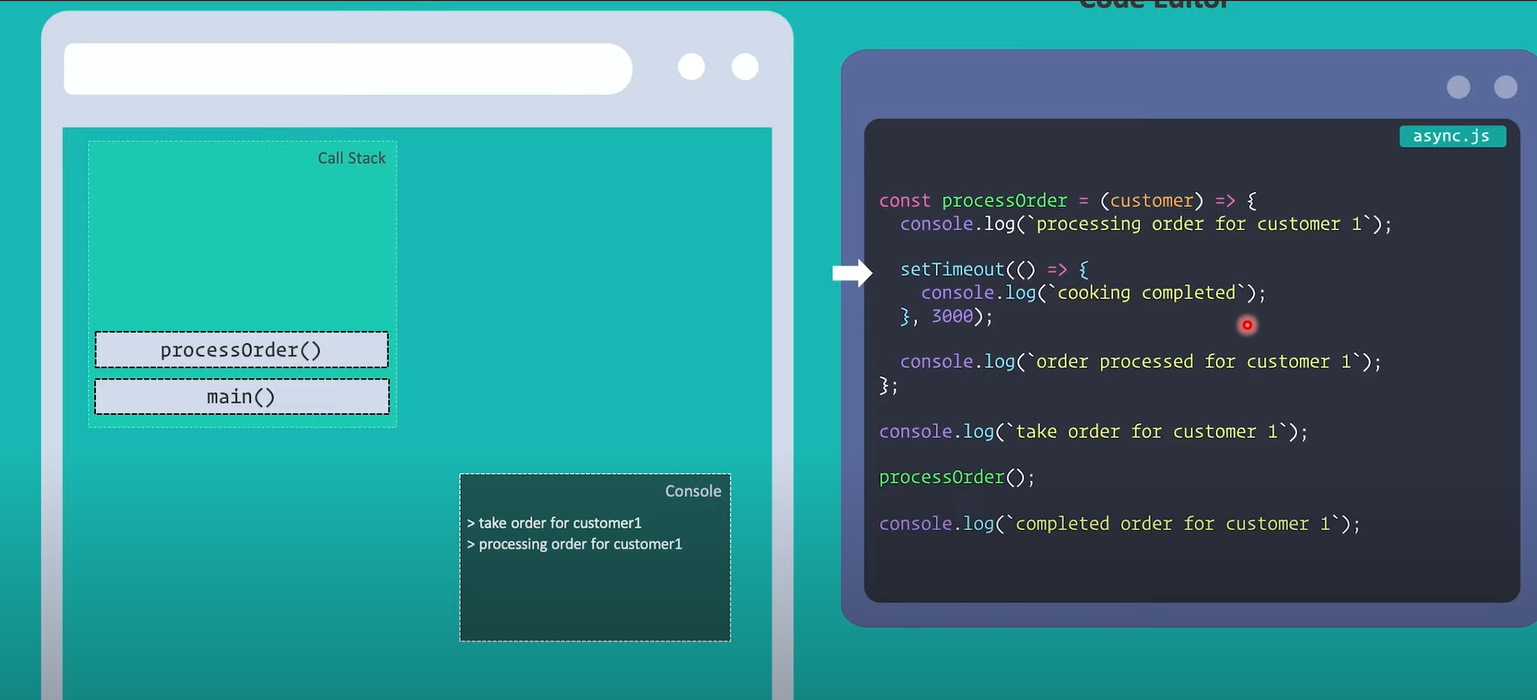 Code Editor
Call Stack
processOrder()
main()
Console
> take order for customer1
> processing order for customer1
async.js
const processOrder = (customer) => {
  console.log(`processing order for customer 1`);
  setTimeout(() => {
    console.log(`cooking completed`);
  }, 3000);
  console.log(`order processed for customer 1`);
};
console.log(`take order for customer 1`);
processOrder();
console.log(`completed order for customer 1`);